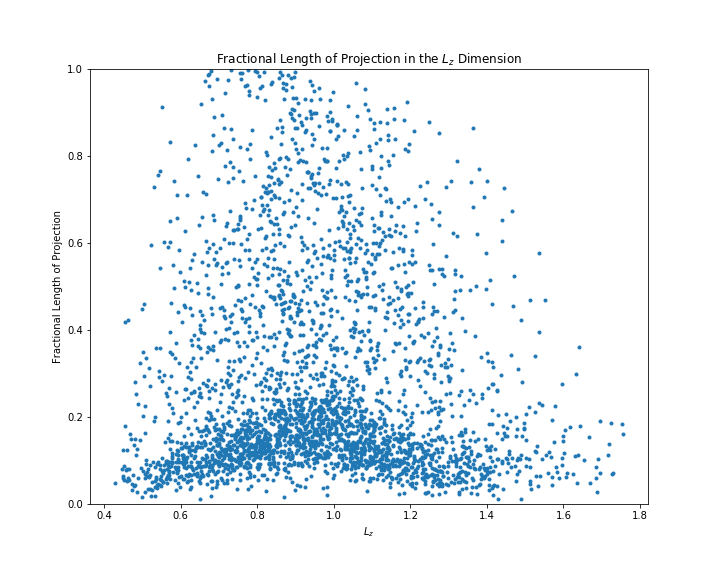 Fractional Length of Projection in the L_z Dimension
Fractional Length of Projection
1.0
0.8
0.6
0.4
0.2
0.0
0.4 0.6 0.8 1.0 1.2 1.4 1.6 1.8
L_z